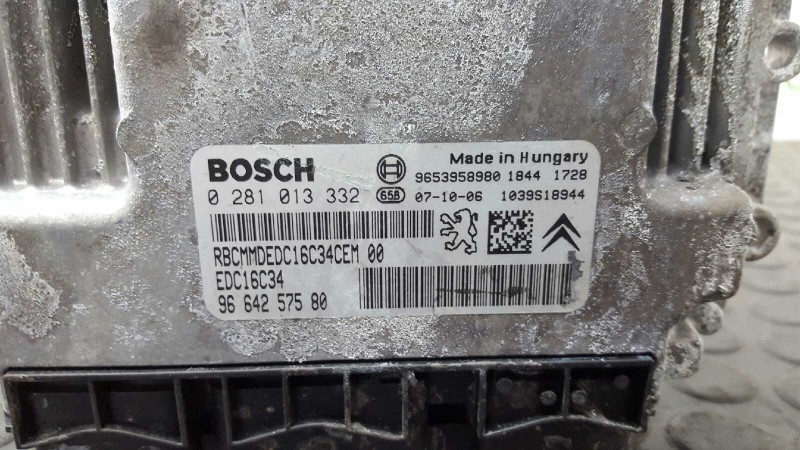 BOSCH
Made in Hungary
9653958980 1844 1728
0 281 013 332 658 07-10-06 1039S18944
RBCMMDEDC16C34CEM 00
EDC16C34
96 642 575 80